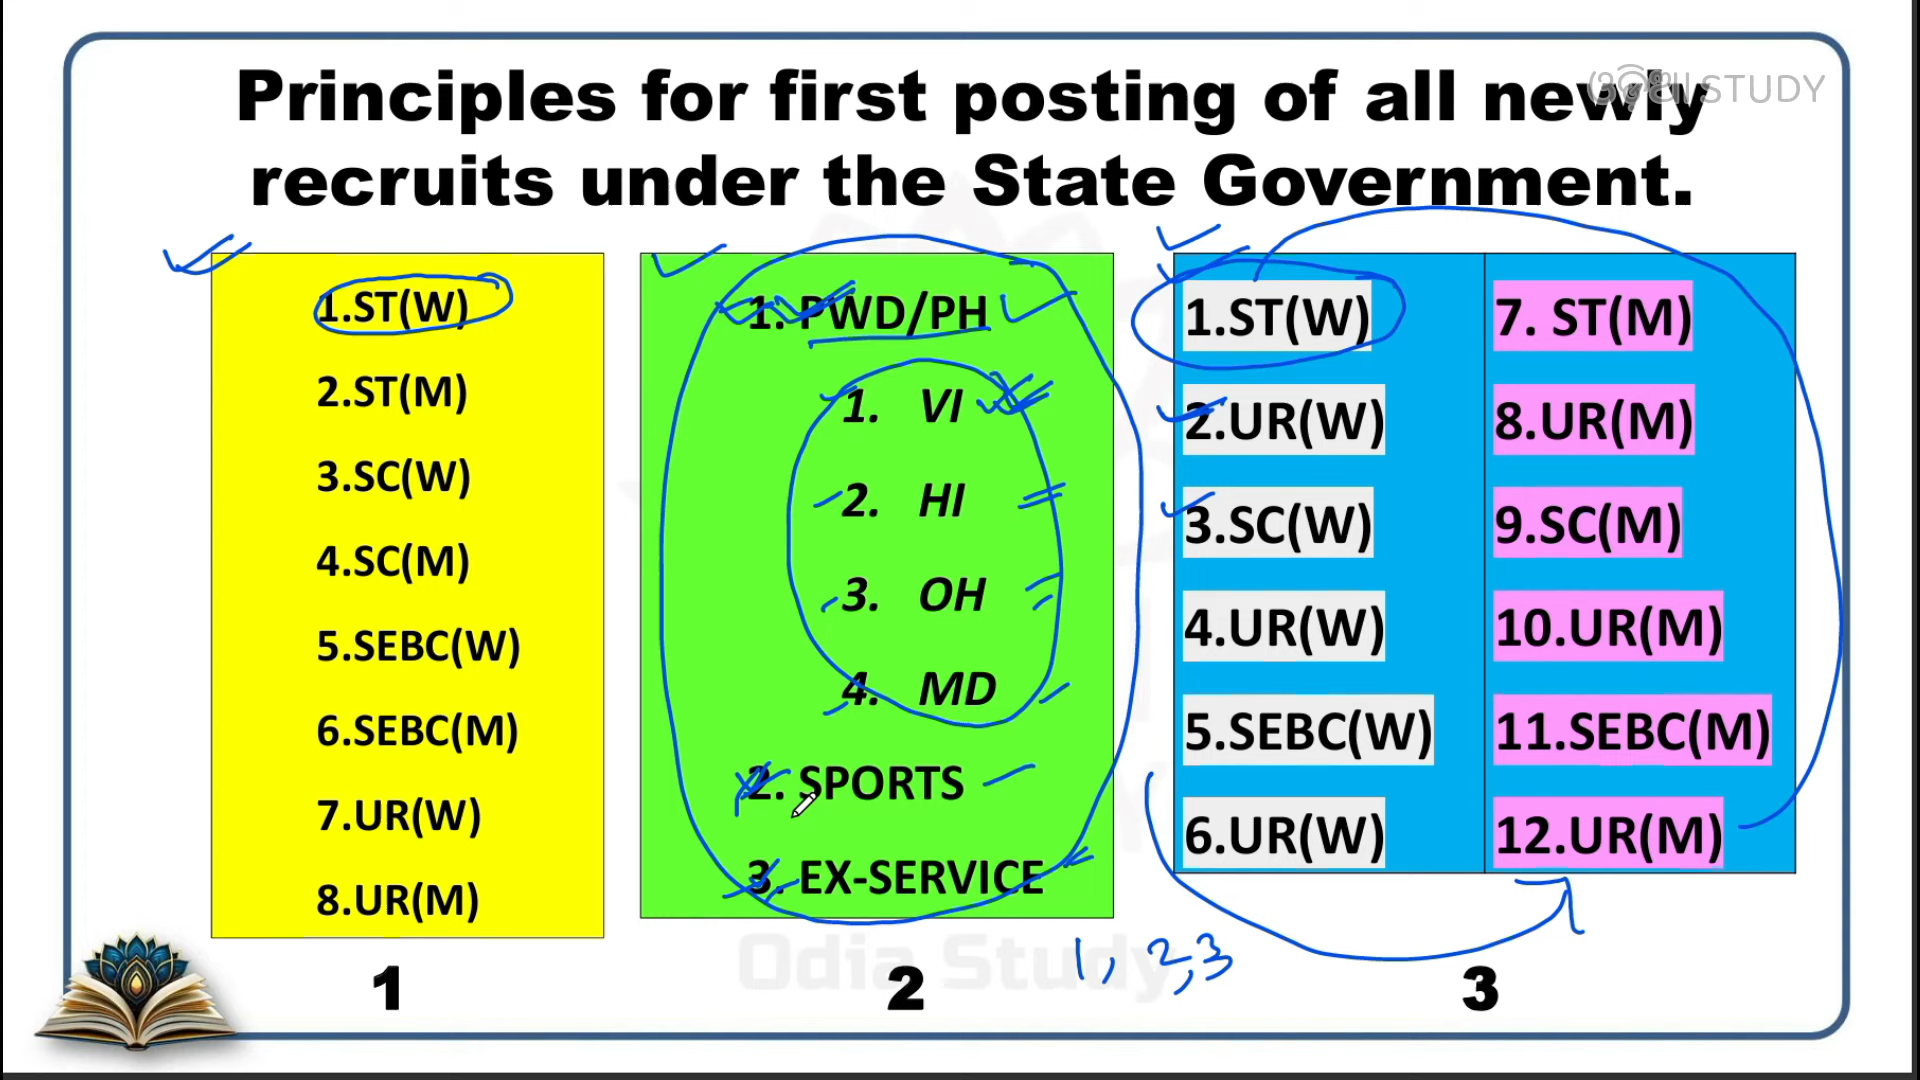 Principles for first posting of all newly
recruits under the State Government.
STUDY
1.ST(W)
2.ST(M)
3.SC(W)
4.SC(M)
5.SEBC(W)
6.SEBC(M)
7.UR(W)
8.UR(M)
1
1. PWD/PH
1. VI
2. HI
3. OH
4. MD
2. SPORTS
3. EX-SERVICE
2
1.ST(W)
2.UR(W)
3.SC(W)
4.UR(W)
5.SEBC(W)
6.UR(W)
7. ST(M)
8.UR(M)
9.SC(M)
10.UR(M)
11.SEBC(M)
12.UR(M)
3
1, 2,3
Odia Study